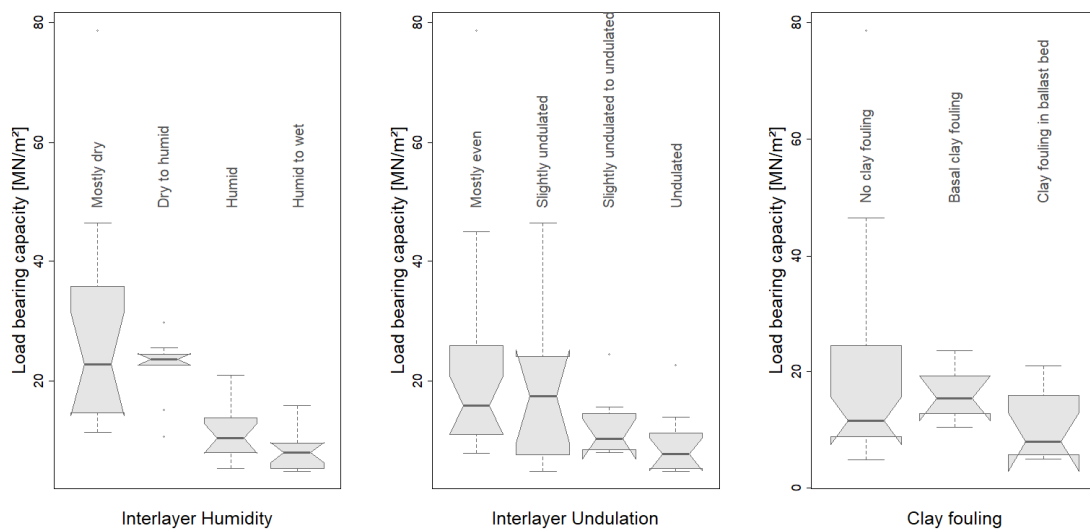 Load bearing capacity [MN/m²]
80
60
40
20
Mostly dry
Dry to humid
Humid
Humid to wet
Interlayer Humidity
Load bearing capacity [MN/m²]
80
60
40
20
Mostly even
Slightly undulated
Slightly undulated to undulated
Undulated
Interlayer Undulation
Load bearing capacity [MN/m²]
80
60
40
20
0
No clay fouling
Basal clay fouling
Clay fouling in ballast bed
Clay fouling